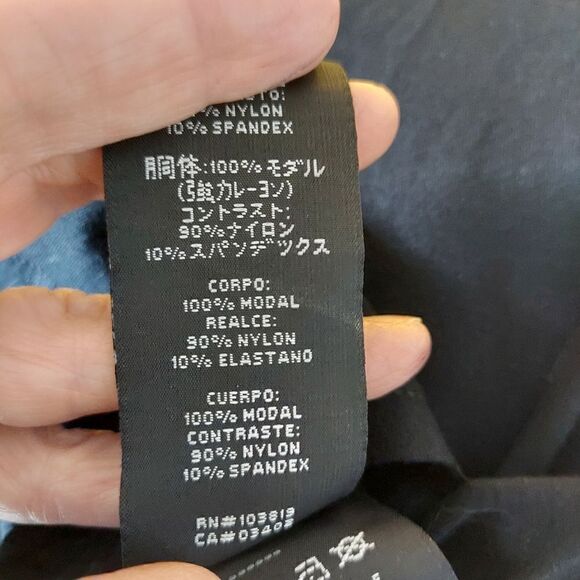 % NYLON
10% SPANDEX
胴体:100%モダル
(強力レーヨン)
コントラスト:
90%ナイロン
10%スパンデックス
CORPO:
100% MODAL
REALCE:
90% NYLON
10% ELASTANO
CUERPO:
100% MODAL
CONTRASTE:
90% NYLON
10% SPANDEX
RN#103819
CA#03402